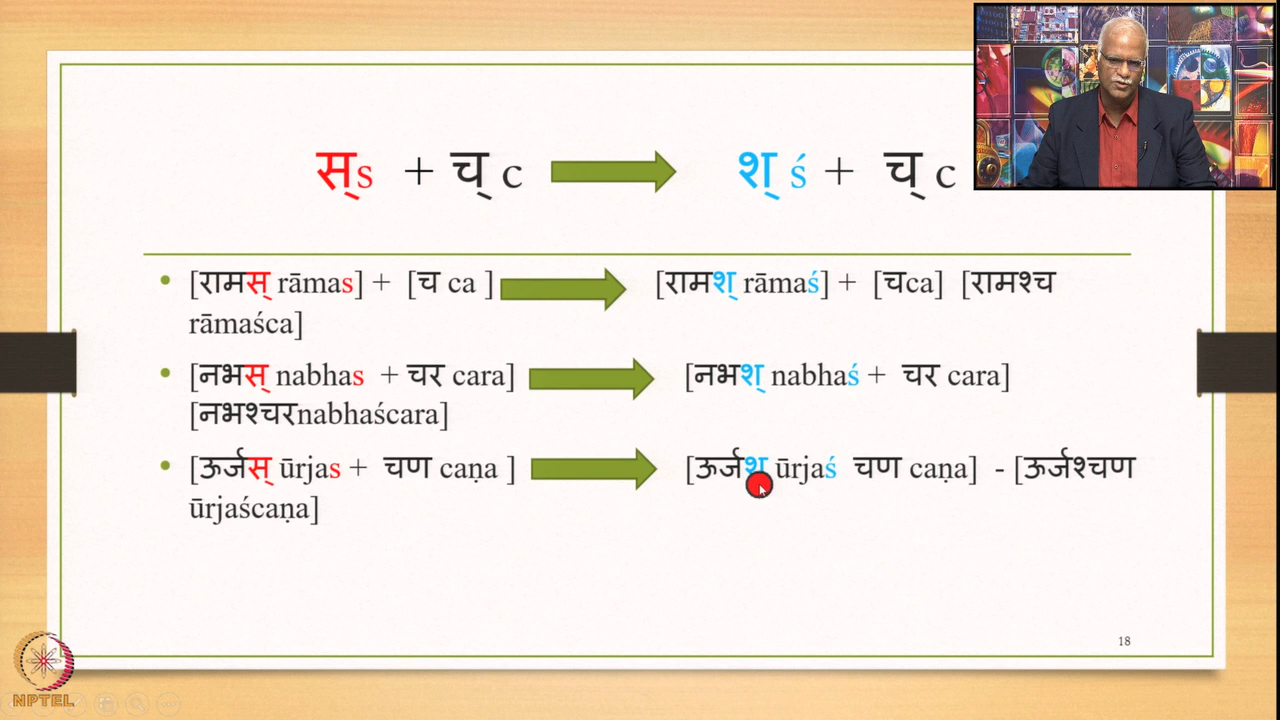 स्s + च् c श् ś + च् c
• [रामस् rāmas] + [च ca ] [रामश् rāmaś] + [चca] [रामश्च
rāmaśca]
• [नभस् nabhas + चर cara] [नभश् nabhaś + चर cara]
[नभश्चरnabhaścara]
• [ऊर्जस् ūrjas + चण caṇa ] [ऊर्जश् ūrjaś चण caṇa] - [ऊर्जश्चण
ūrjaścaṇa]
18
NPTEL